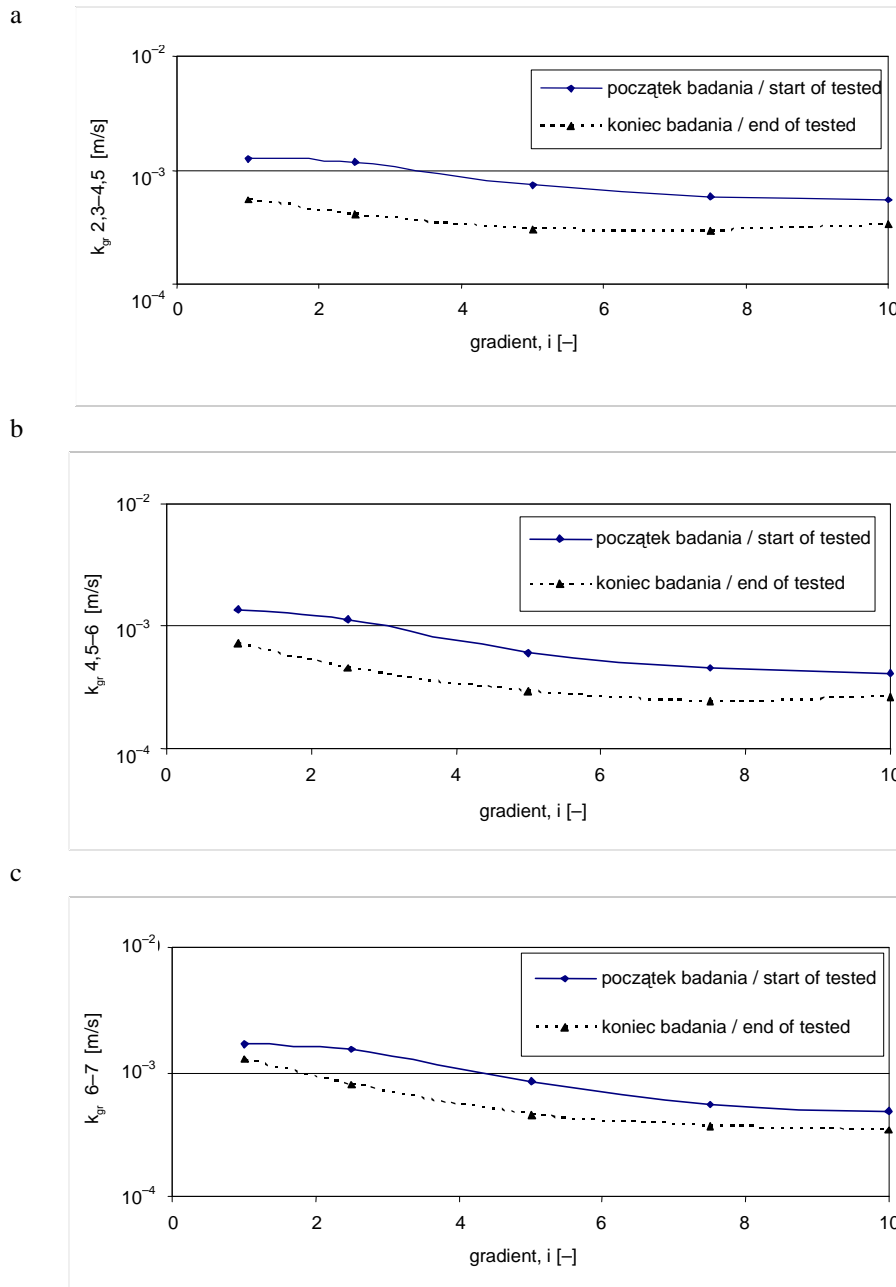 a
10⁻²
początek badania / start of tested
koniec badania / end of tested
10⁻³
k_gr 2,3–4,5 [m/s]
10⁻⁴
0 2 4 6 8 10
gradient, i [–]
b
10⁻²
początek badania / start of tested
koniec badania / end of tested
10⁻³
k_gr 4,5–6 [m/s]
10⁻⁴
0 2 4 6 8 10
gradient, i [–]
c
10⁻²
początek badania / start of tested
koniec badania / end of tested
10⁻³
k_gr 6–7 [m/s]
10⁻⁴
0 2 4 6 8 10
gradient, i [–]